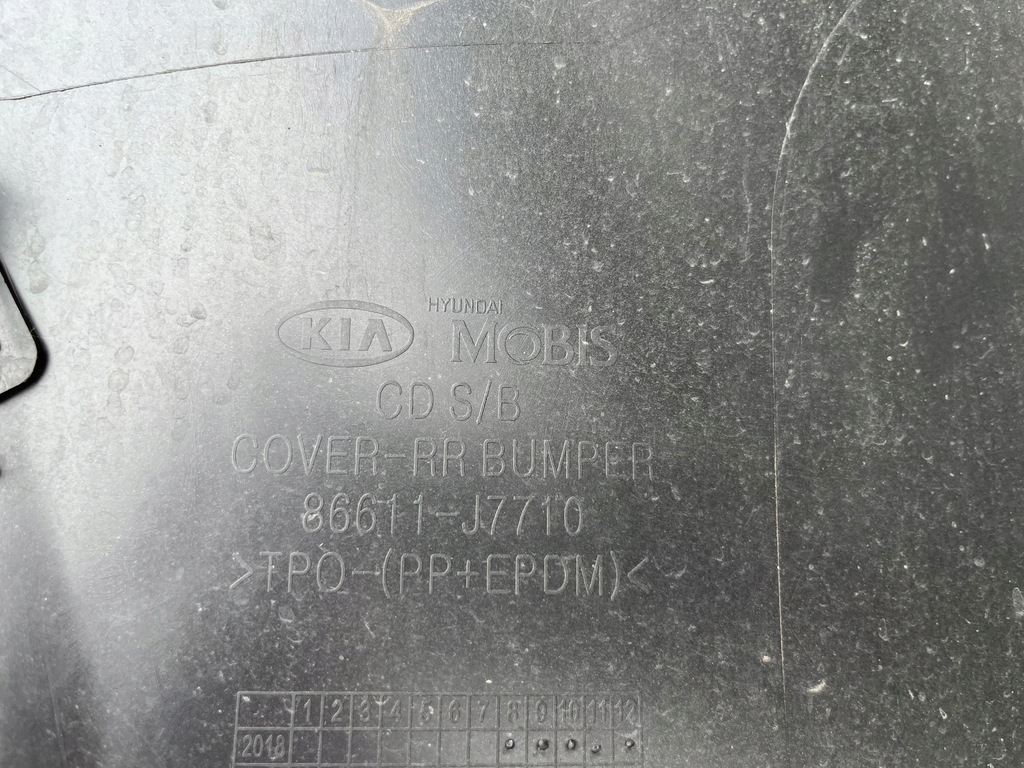 KIA HYUNDAI MOBIS
CD S/B
COVER-RR BUMPER
86611-J7710
>TPO-(PP+EPDM)<
1 2 3 4 5 6 7 8 9 10 11 12
2018